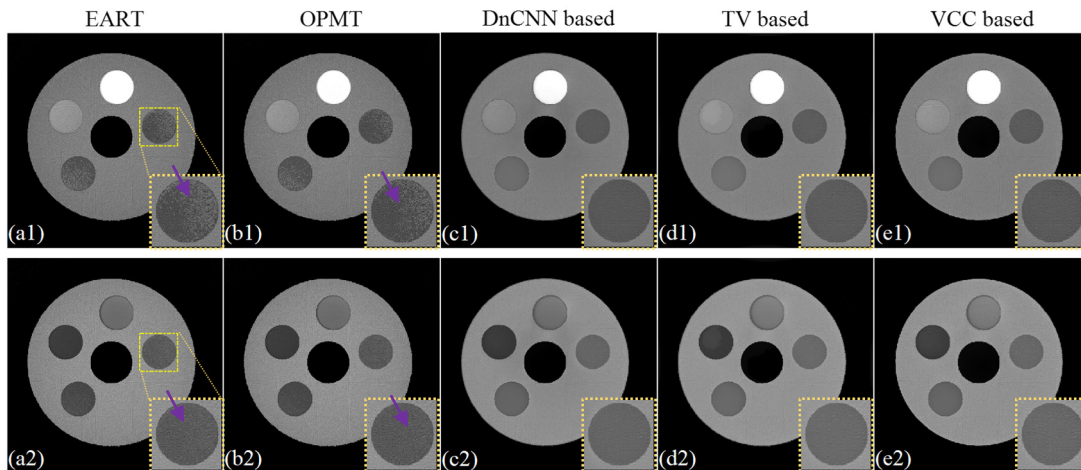 EART OPMT DnCNN based TV based VCC based
(a1) (b1) (c1) (d1) (e1)
(a2) (b2) (c2) (d2) (e2)